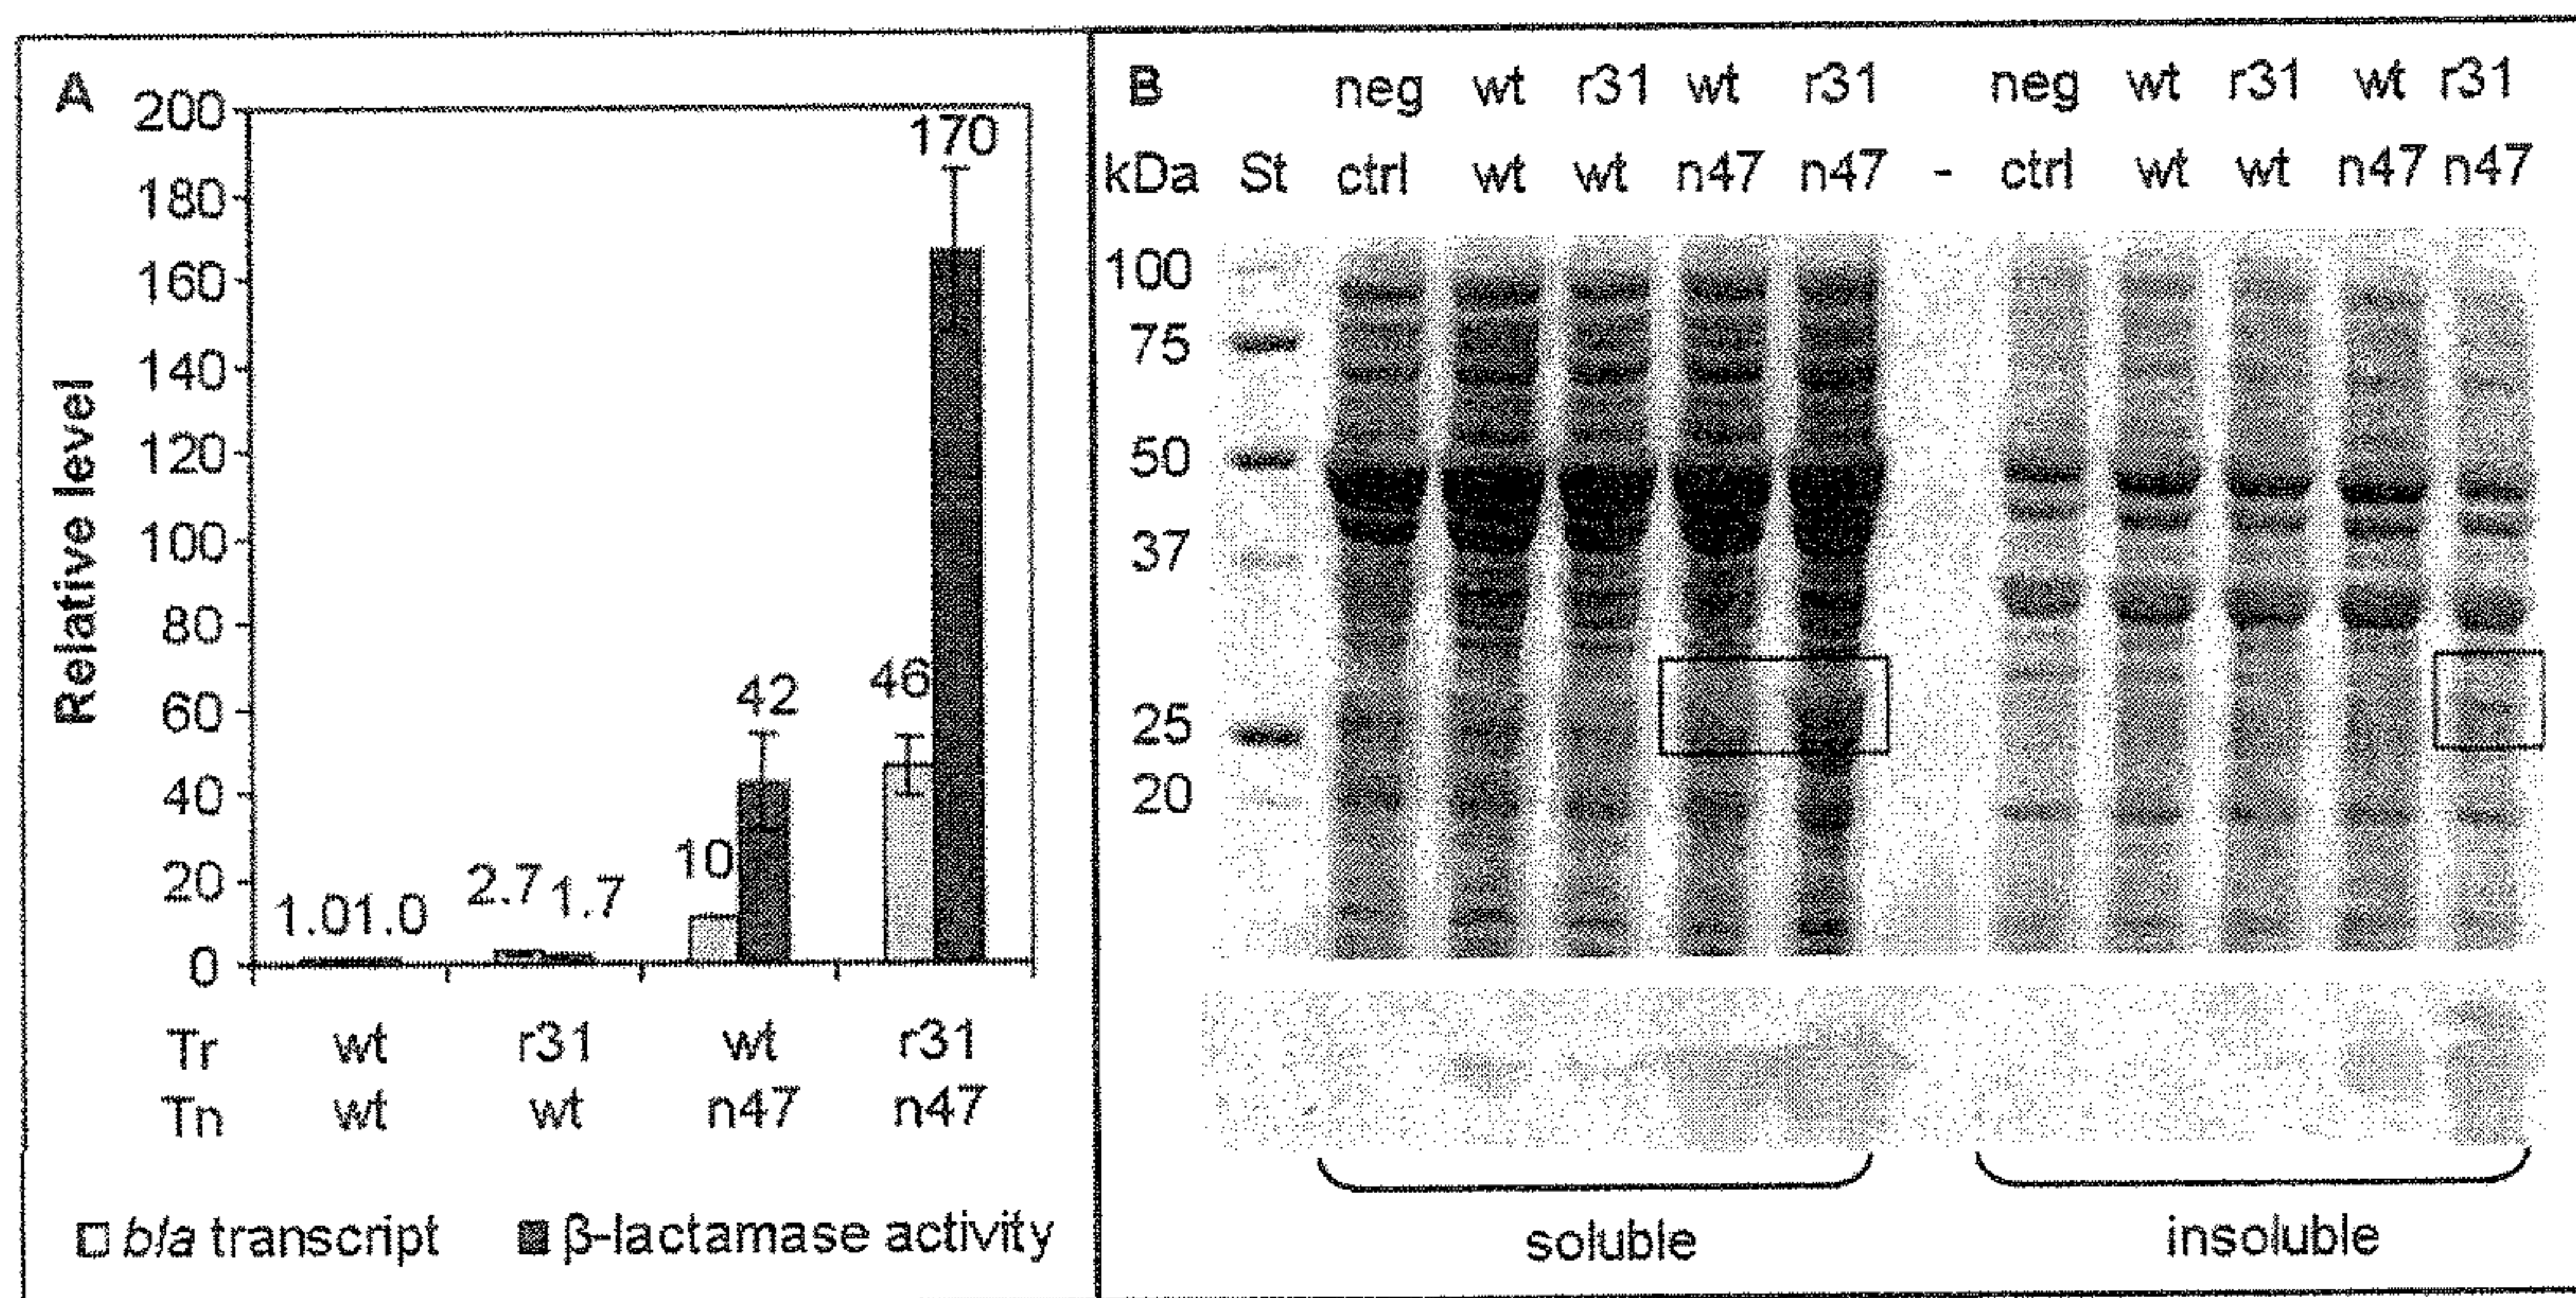 A
200
180
160
140
120
100
80
60
40
20
0
Relative level
1.0 1.0
2.7 1.7
10 42
46 170
Tr wt r31 wt r31
Tn wt wt n47 n47
bla transcript β-lactamase activity
B neg wt r31 wt r31 neg wt r31 wt r31
kDa St ctrl wt wt n47 n47 - ctrl wt wt n47 n47
100
75
50
37
25
20
soluble insoluble